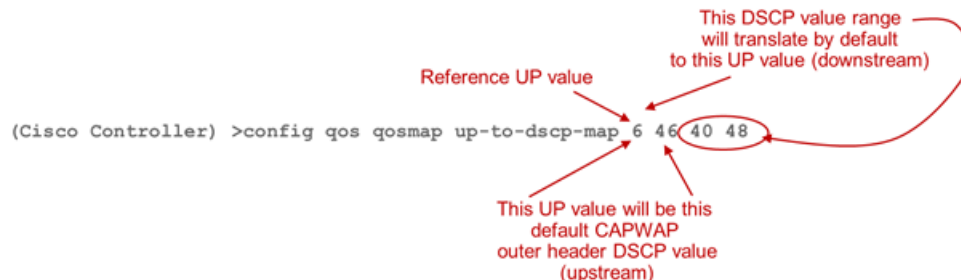 This DSCP value range
will translate by default
to this UP value (downstream)
Reference UP value
(Cisco Controller) >config qos qosmap up-to-dscp-map 6 46 40 48
This UP value will be this
default CAPWAP
outer header DSCP value
(upstream)